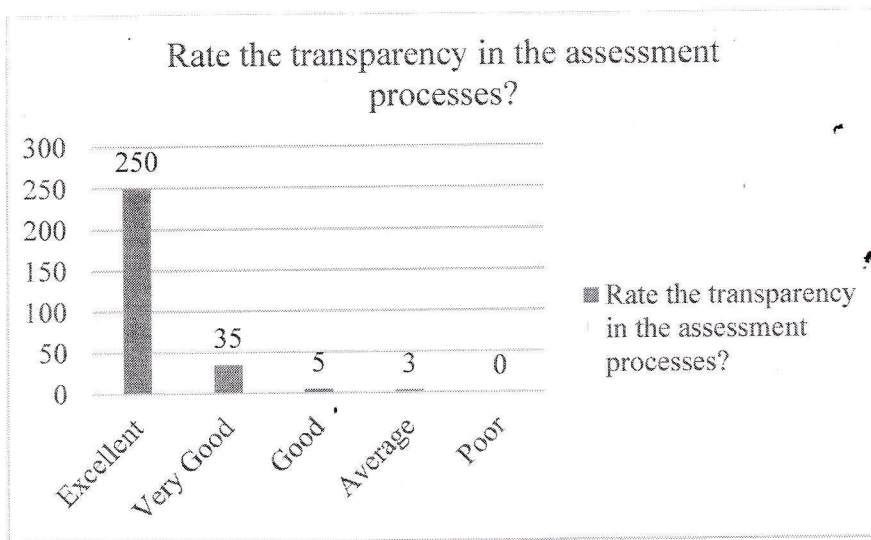 Rate the transparency in the assessment
processes?
300
250
200
150
100
50
0
250
35
5
3
0
Excellent
Very Good
Good
Average
Poor
Rate the transparency
in the assessment
processes?